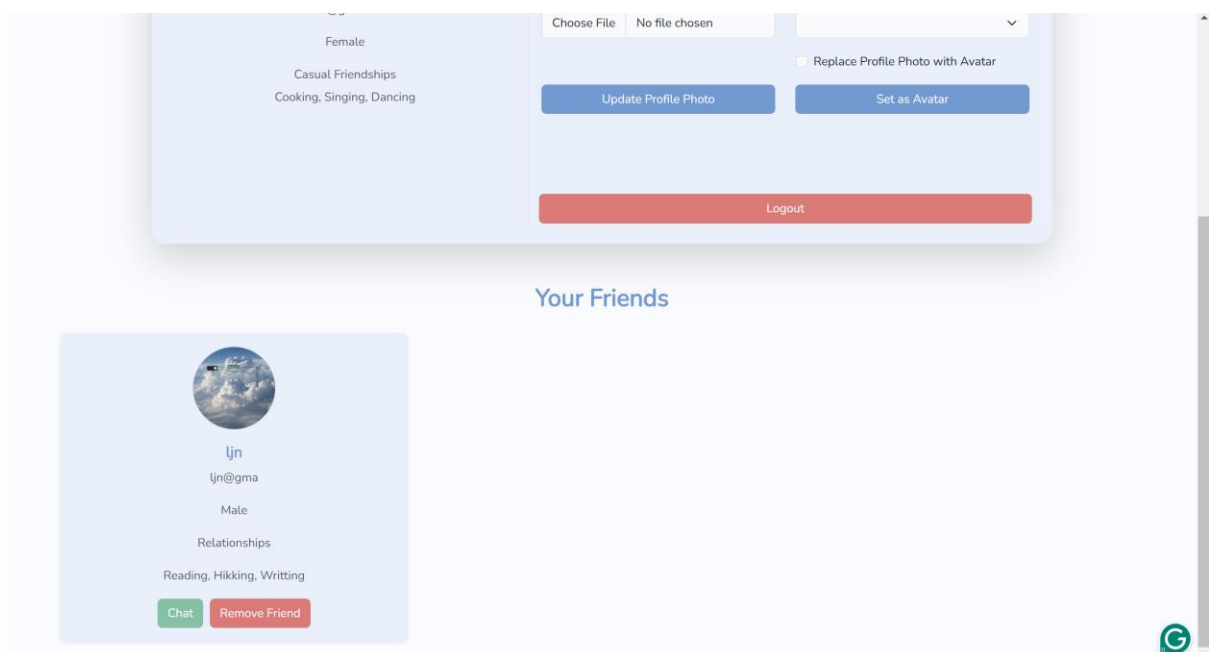 Female
Casual Friendships
Cooking, Singing, Dancing
Choose File No file chosen
Replace Profile Photo with Avatar
Update Profile Photo
Set as Avatar
Logout
Your Friends
ljn
ljn@gma
Male
Relationships
Reading, Hikking, Writting
Chat
Remove Friend
G